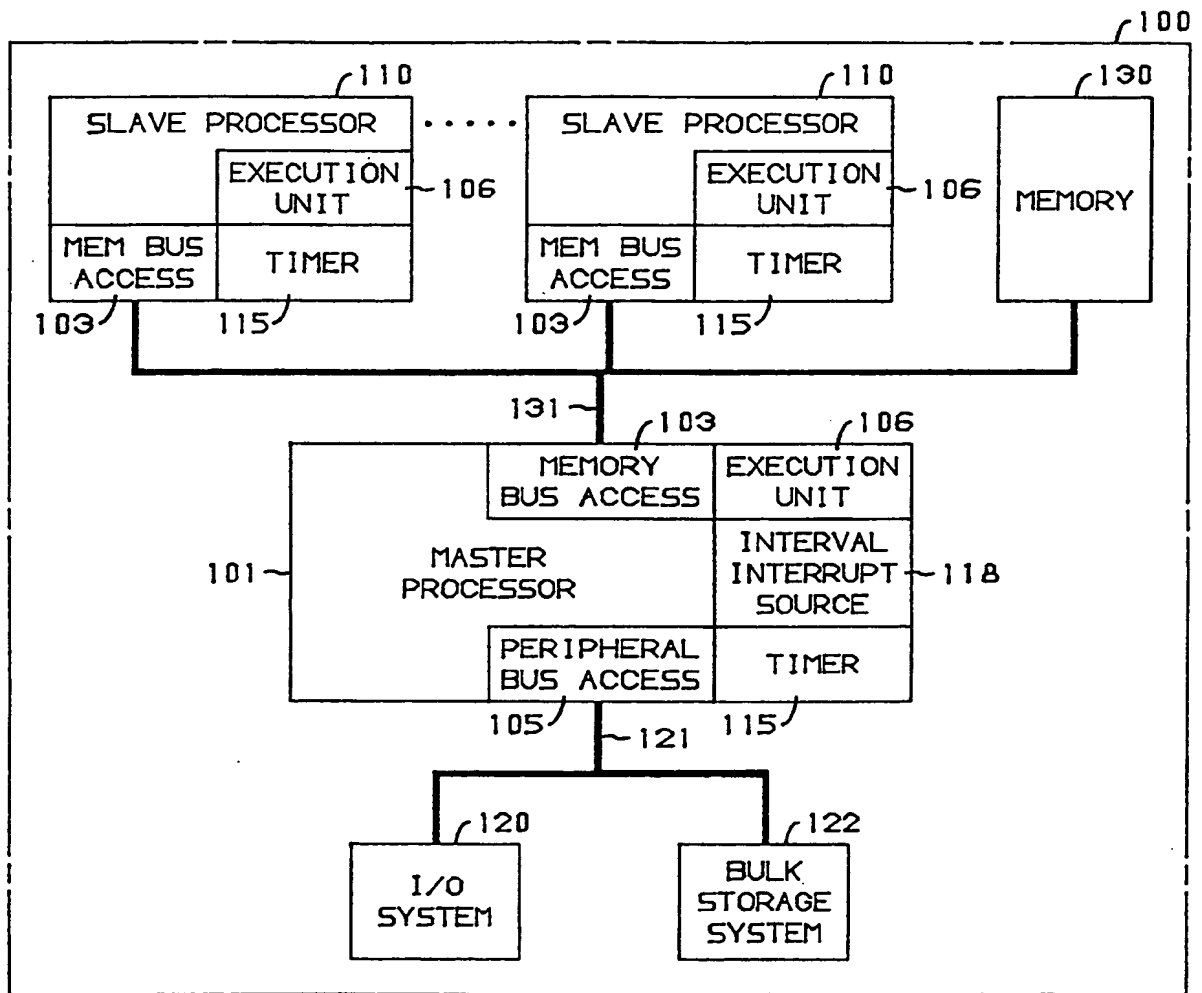 100
110 110 130
SLAVE PROCESSOR ..... SLAVE PROCESSOR
EXECUTION UNIT 106 EXECUTION UNIT 106 MEMORY
MEM BUS ACCESS TIMER MEM BUS ACCESS TIMER
103 115 103 115
131 103 106
MEMORY BUS ACCESS EXECUTION UNIT
101 MASTER PROCESSOR INTERVAL INTERRUPT SOURCE 118
PERIPHERAL BUS ACCESS TIMER
105 121 115
120 122
I/O SYSTEM BULK STORAGE SYSTEM